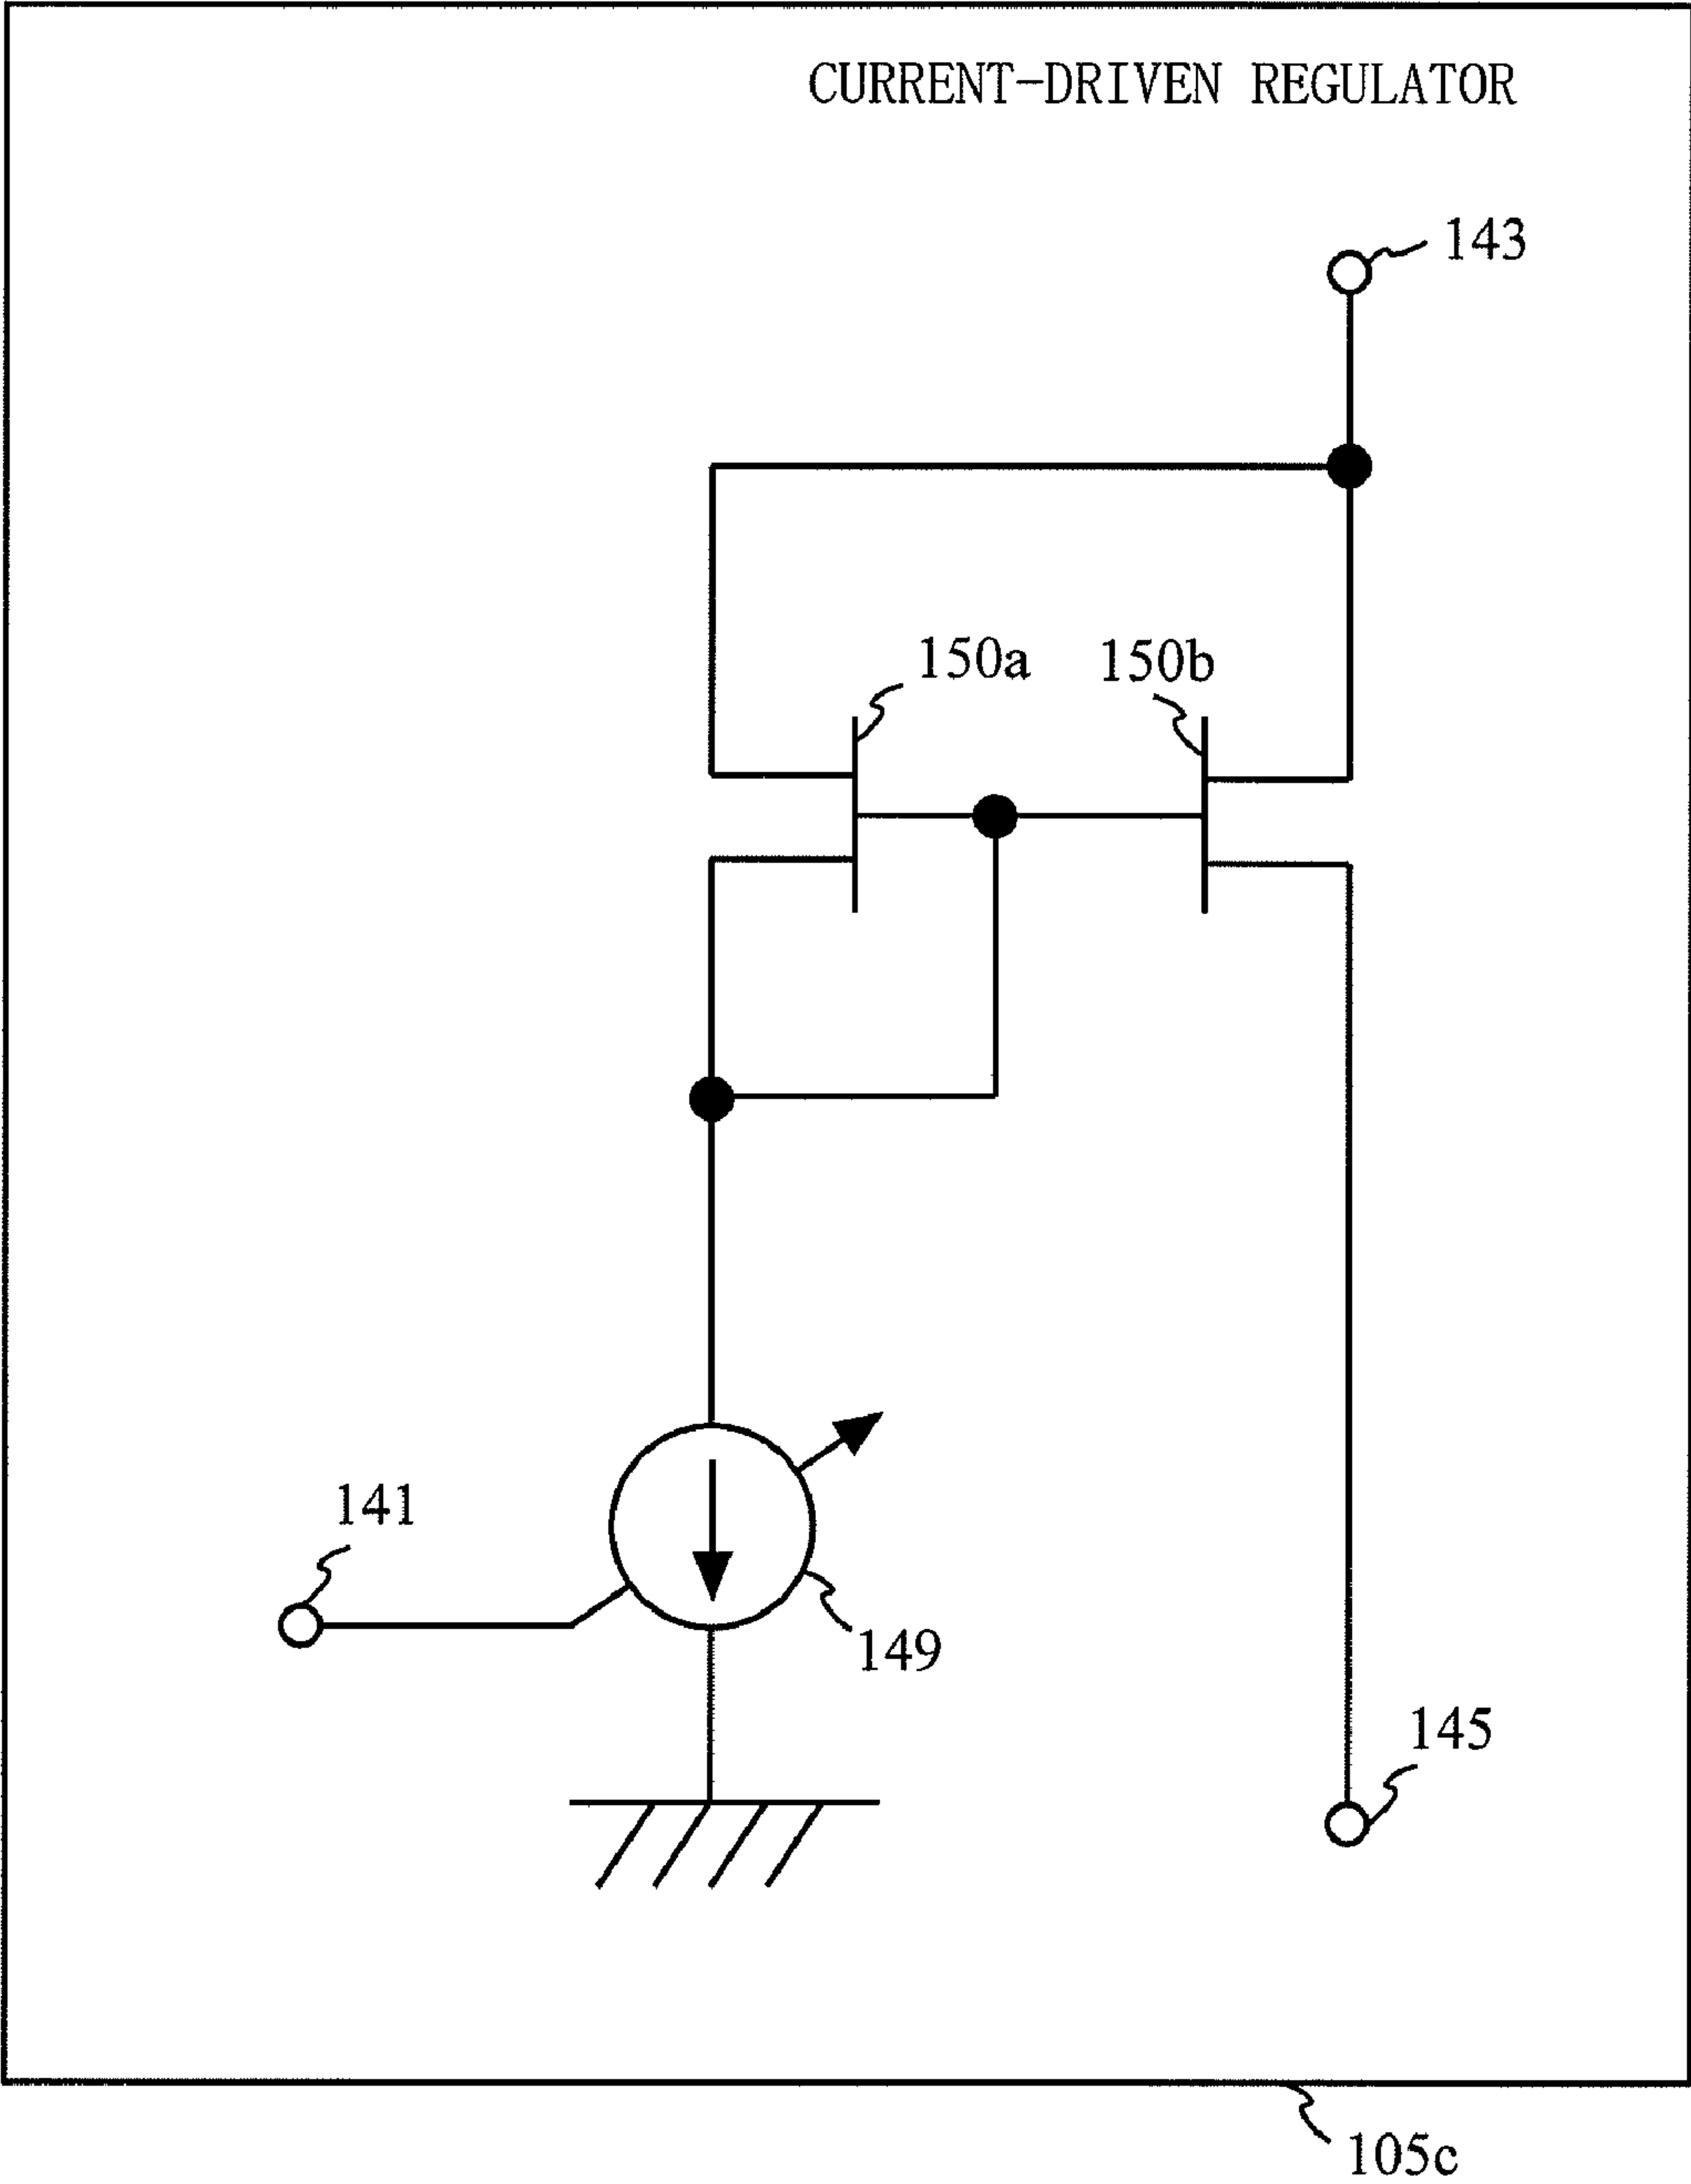 CURRENT-DRIVEN REGULATOR
143
150a
150b
141
149
145
105c